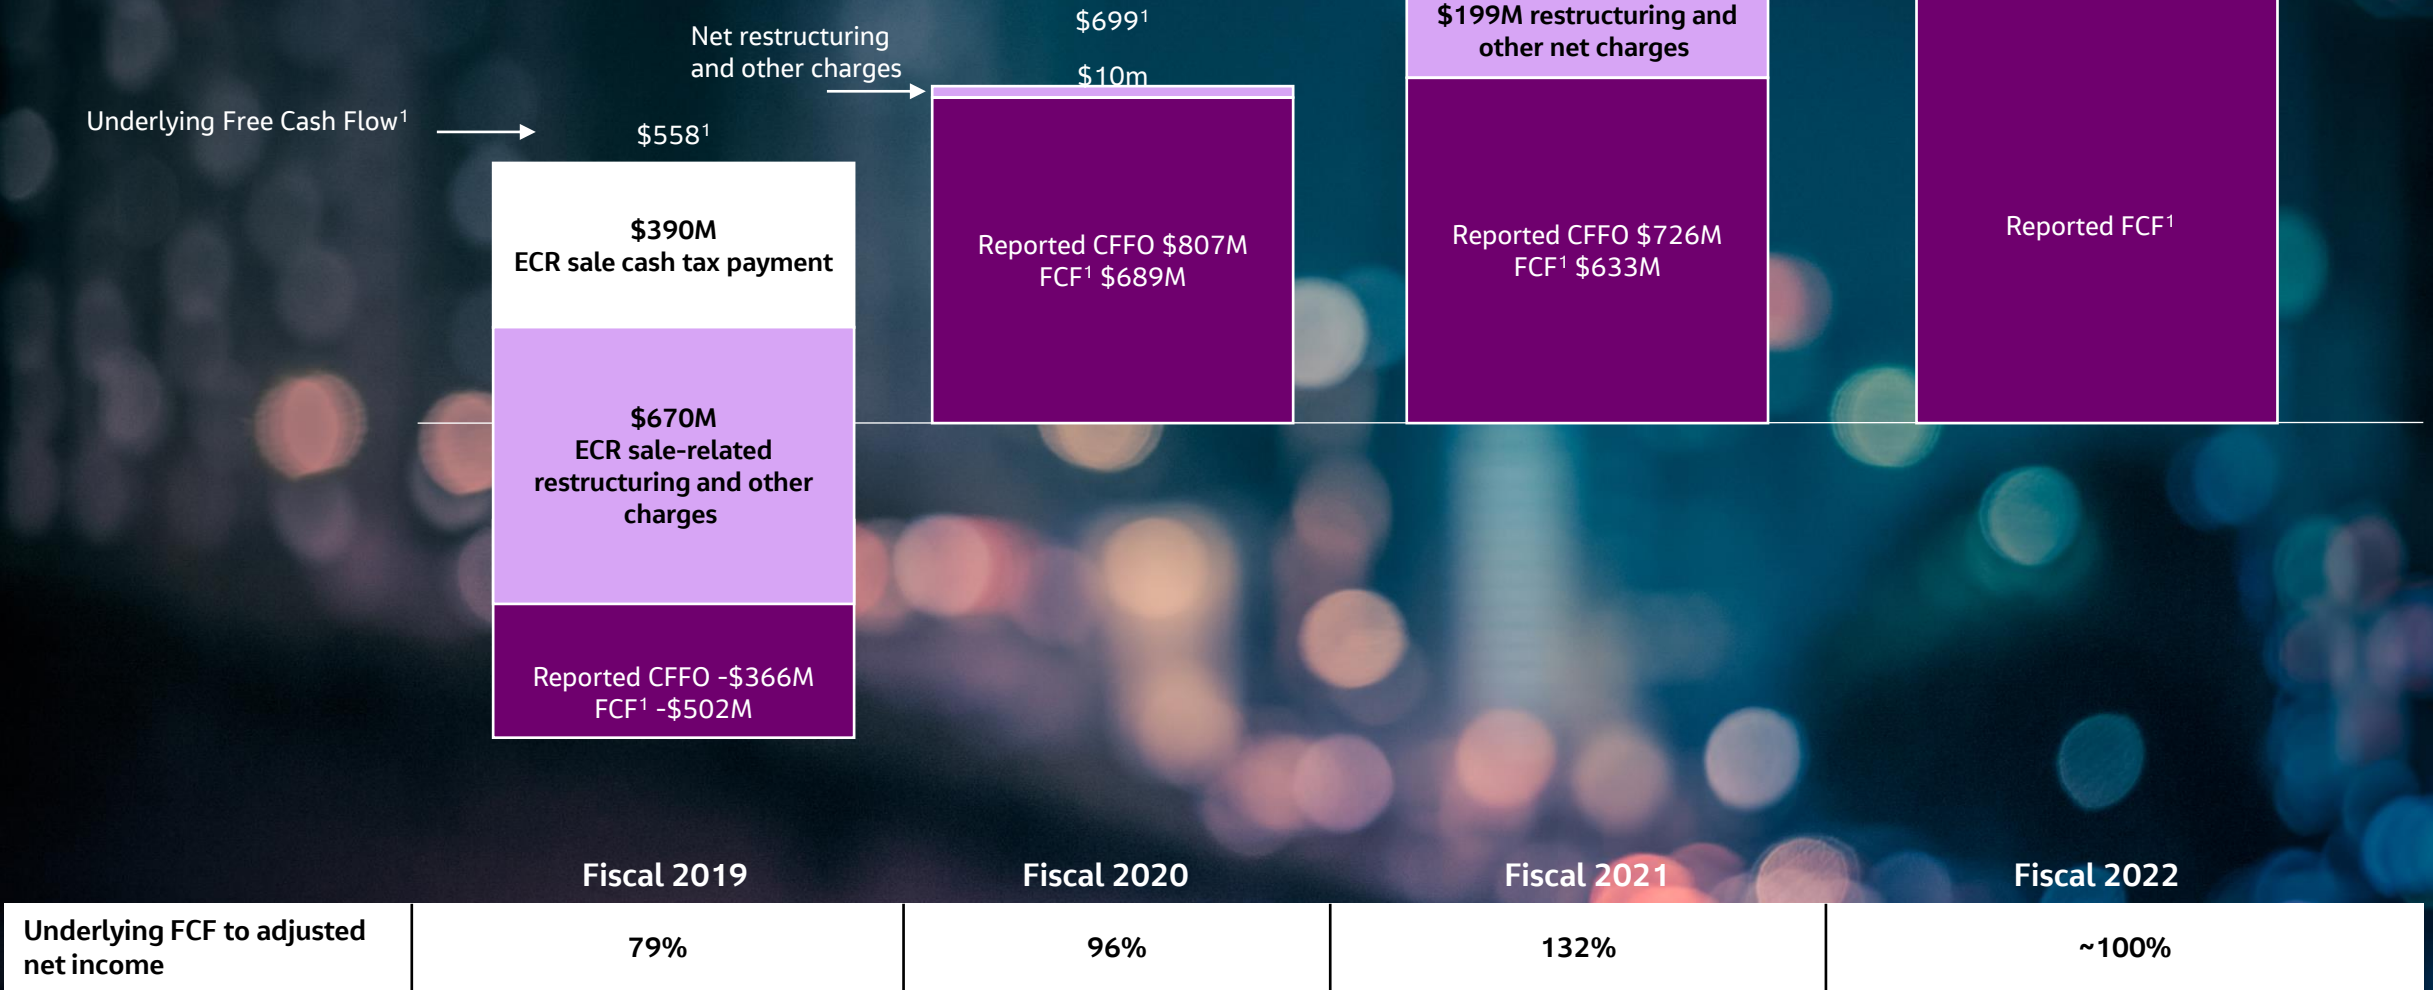 $699¹
Net restructuring
and other charges
$10m
$199M restructuring and
other net charges
Underlying Free Cash Flow¹
$558¹
$390M
ECR sale cash tax payment
Reported CFFO $807M
FCF¹ $689M
Reported CFFO $726M
FCF¹ $633M
Reported FCF¹
$670M
ECR sale-related
restructuring and other
charges
Reported CFFO -$366M
FCF¹ -$502M
Fiscal 2019
Fiscal 2020
Fiscal 2021
Fiscal 2022
Underlying FCF to adjusted
net income
79%
96%
132%
~100%